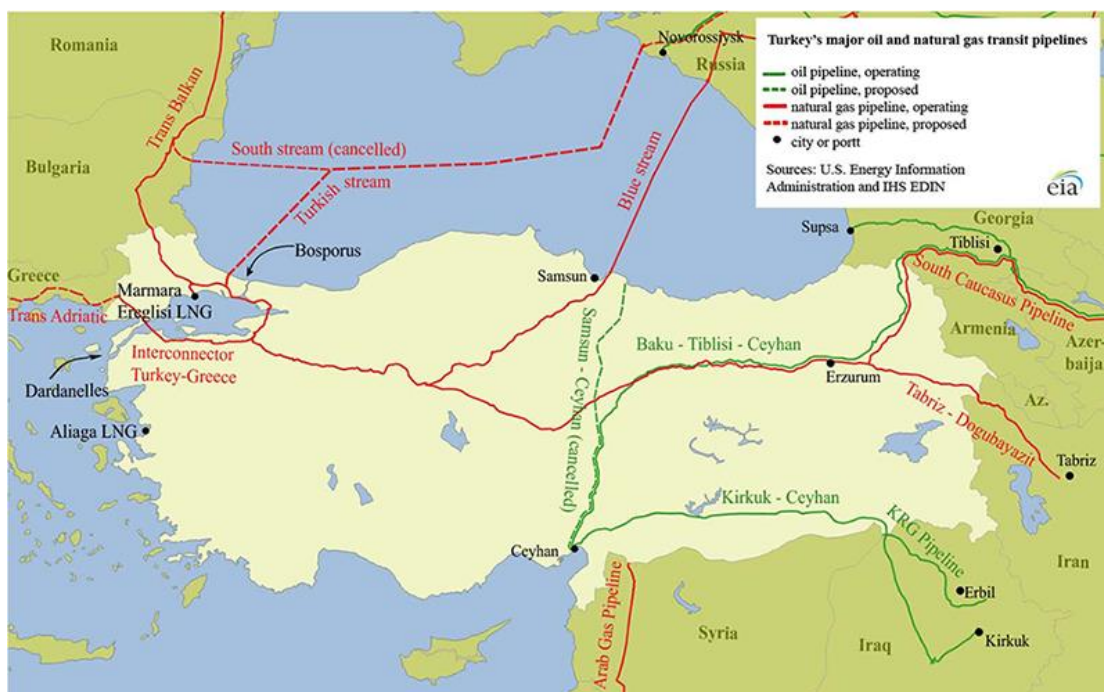 Romania
Novorossiysk
Russia
Turkey's major oil and natural gas transit pipelines
oil pipeline, operating
oil pipeline, proposed
natural gas pipeline, operating
natural gas pipeline, proposed
city or portt
Sources: U.S. Energy Information
Administration and IHS EDIN
eia
Trans Balkan
Bulgaria
South stream (cancelled)
Turkish stream
Blue stream
Bosporus
Supsa
Georgia
Tiblisi
South Caucasus Pipeline
Greece
Trans Adriatic
Marmara
Ereglisi LNG
Samsun
Armenia
Azer-
baija
Az.
Interconnector
Turkey-Greece
Dardanelles
Aliaga LNG
Samsun - Ceyhan (cancelled)
Baku - Tiblisi - Ceyhan
Erzurum
Tabriz - Dogubayazit
Tabriz
Kirkuk - Ceyhan
Ceyhan
KRG Pipeline
Erbil
Iran
Arab Gas Pipeline
Syria
Iraq
Kirkuk